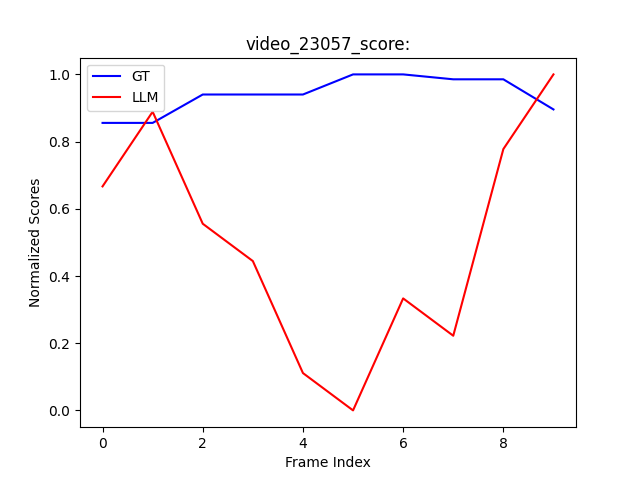 video_23057_score:
GT
LLM
Normalized Scores
1.0
0.8
0.6
0.4
0.2
0.0
0 2 4 6 8
Frame Index